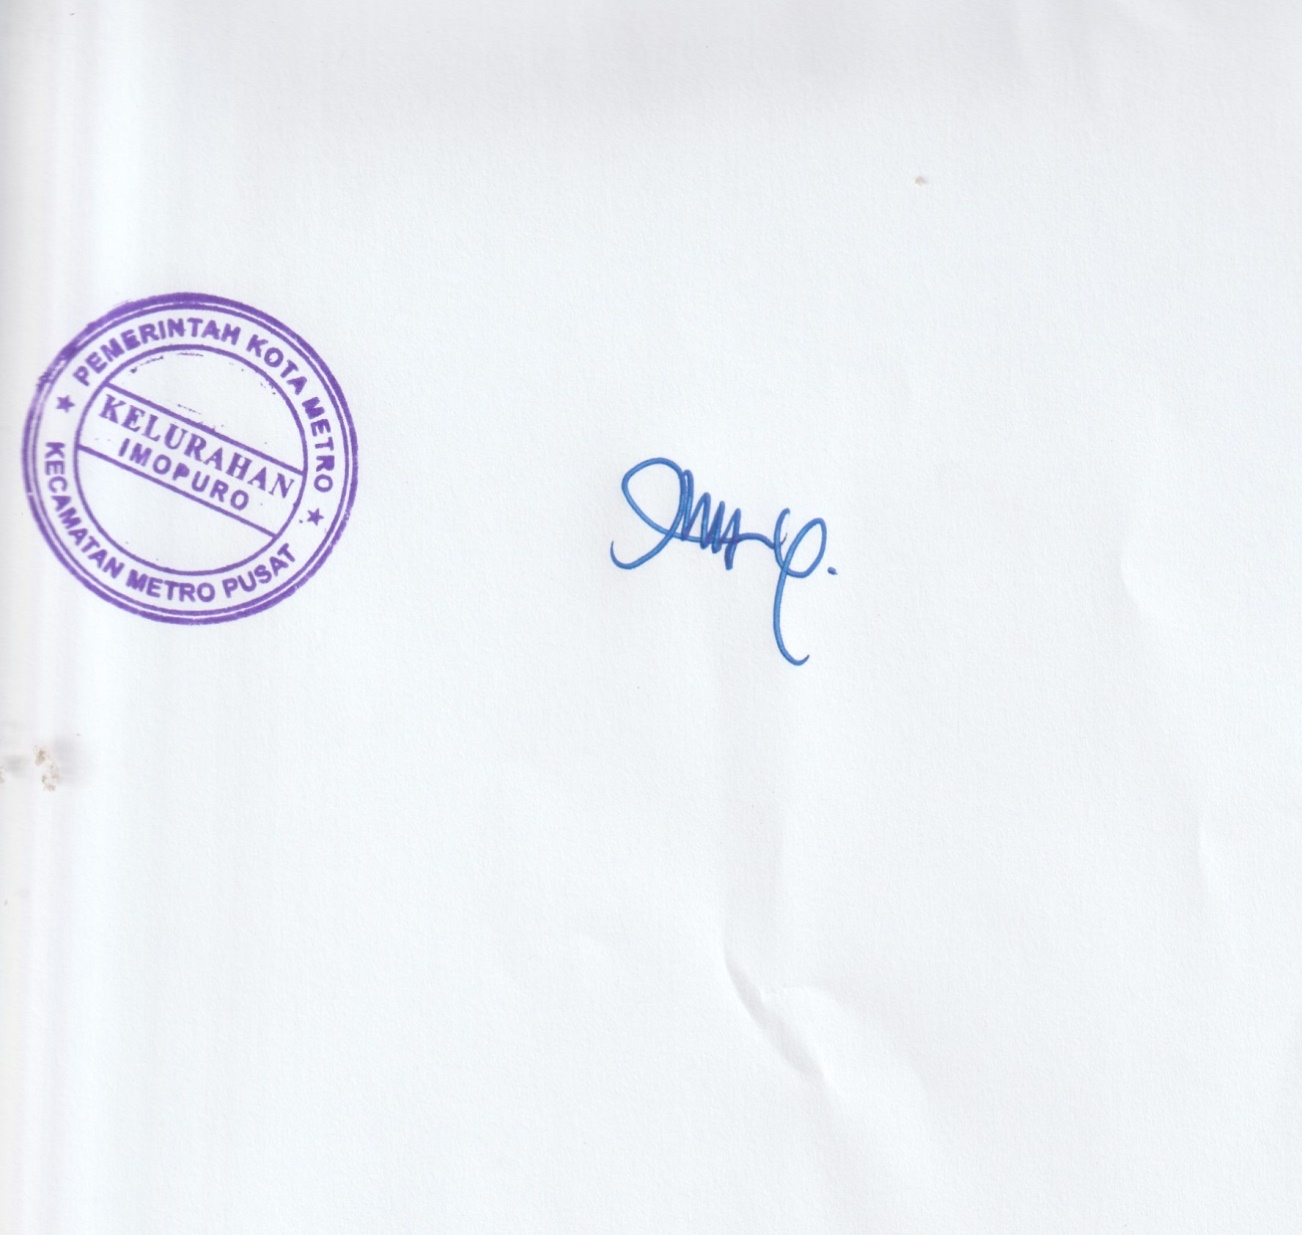 PEMERINTAH KOTA METRO
KELURAHAN
IMOPURO
KECAMATAN METRO PUSAT